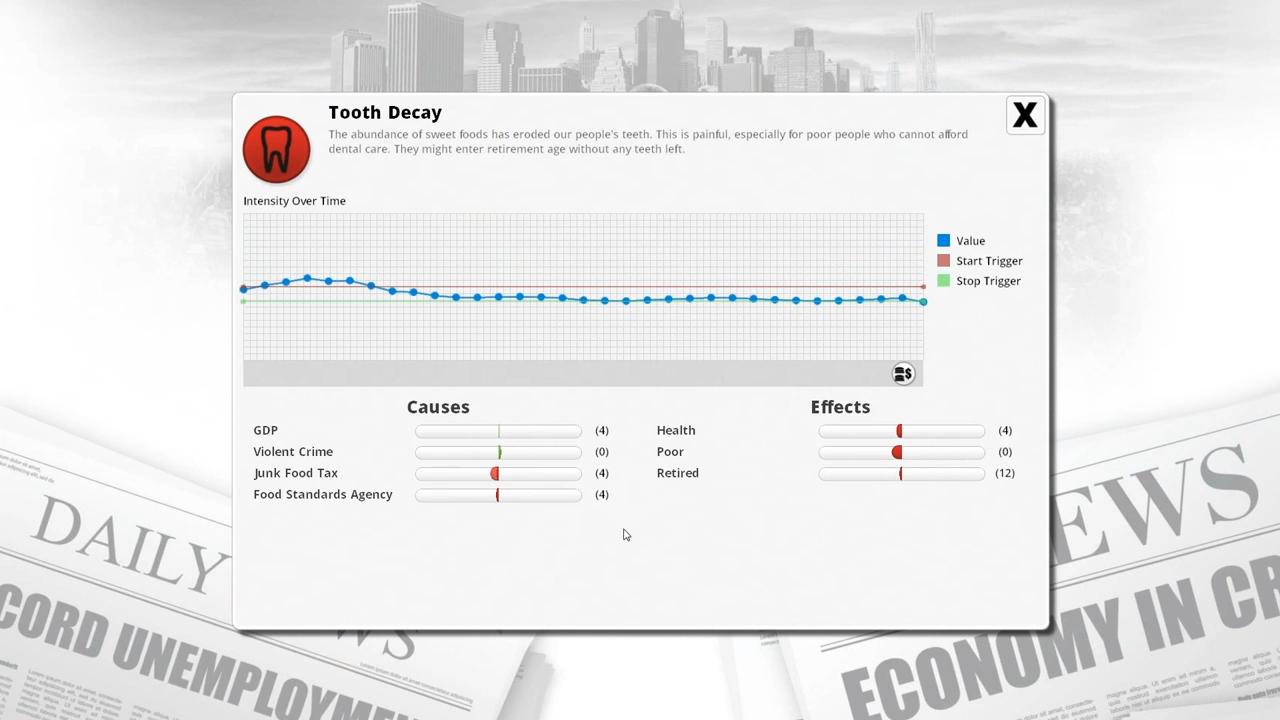 Tooth Decay
X
The abundance of sweet foods has eroded our people's teeth. This is painful, especially for poor people who cannot afford
dental care. They might enter retirement age without any teeth left.
Intensity Over Time
Value
Start Trigger
Stop Trigger
$
Causes
Effects
GDP (4)
Health (4)
Violent Crime (0)
Poor (0)
Junk Food Tax (4)
Retired (12)
Food Standards Agency (4)
DAILY
WS
EWS
CORD UNEMPLOYME
ECONOMY IN CR